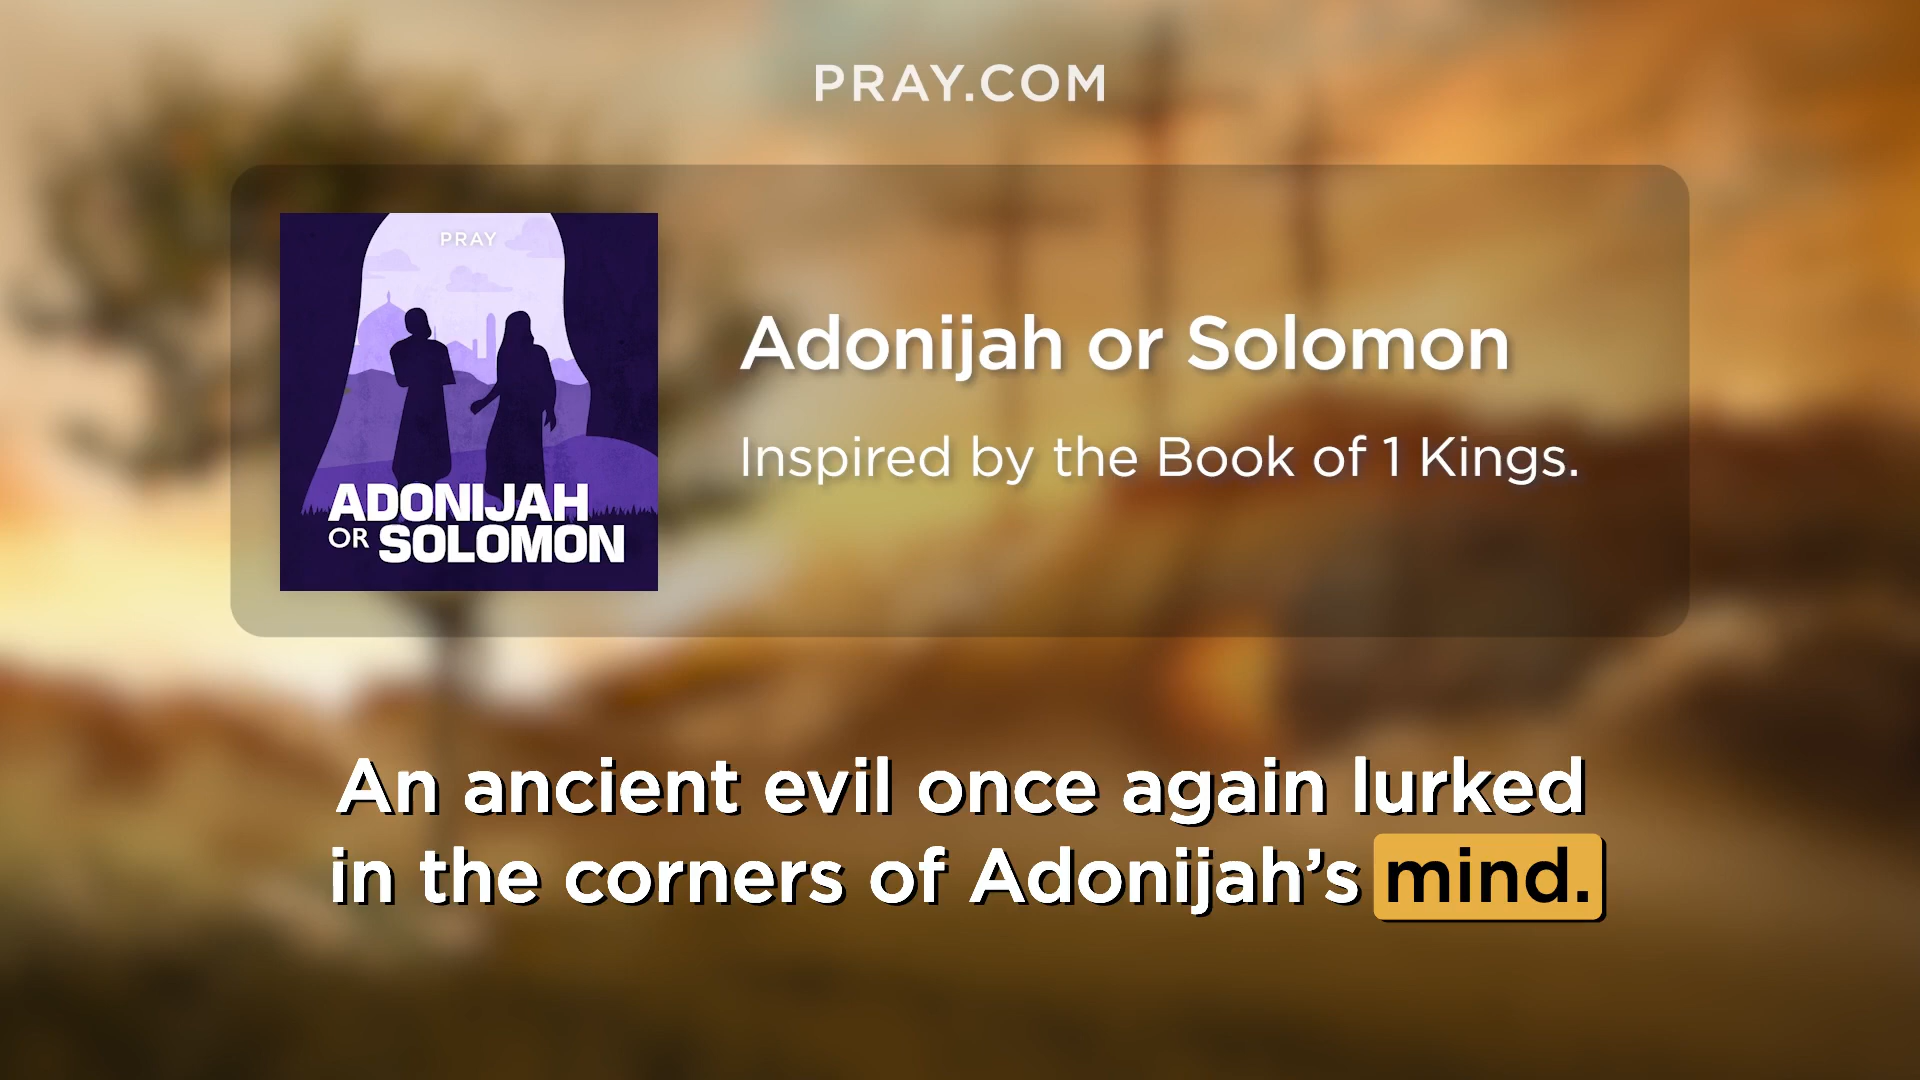 PRAY.COM
PRAY
ADONIJAH
OR SOLOMON
Adonijah or Solomon
Inspired by the Book of 1 Kings.
An ancient evil once again lurked
in the corners of Adonijah’s mind.